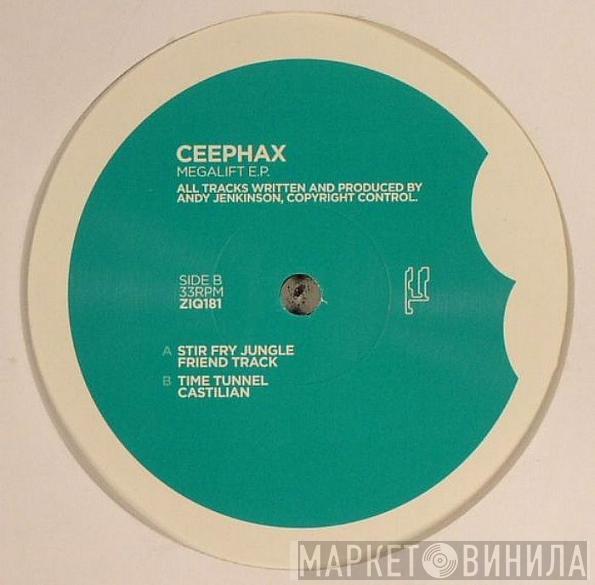 CEEPHAX
MEGALIFT E.P.
ALL TRACKS WRITTEN AND PRODUCED BY
ANDY JENKINSON, COPYRIGHT CONTROL.
SIDE B
33RPM
ZIQ181
A STIR FRY JUNGLE
FRIEND TRACK
B TIME TUNNEL
CASTILIAN
МАРКЕТ ВИНИЛА